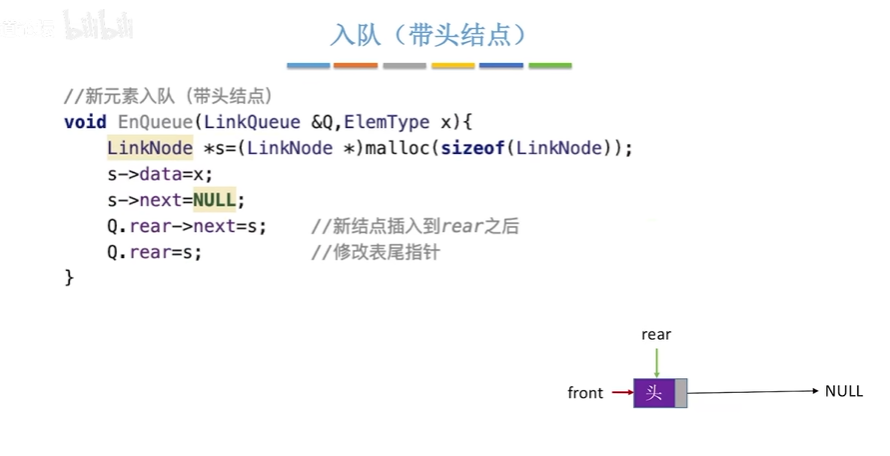 bilibili
入队（带头结点）
//新元素入队（带头结点）
void EnQueue(LinkQueue &Q,ElemType x){
    LinkNode *s=(LinkNode *)malloc(sizeof(LinkNode));
    s->data=x;
    s->next=NULL;
    Q.rear->next=s;    //新结点插入到rear之后
    Q.rear=s;          //修改表尾指针
}
rear
front 头 NULL